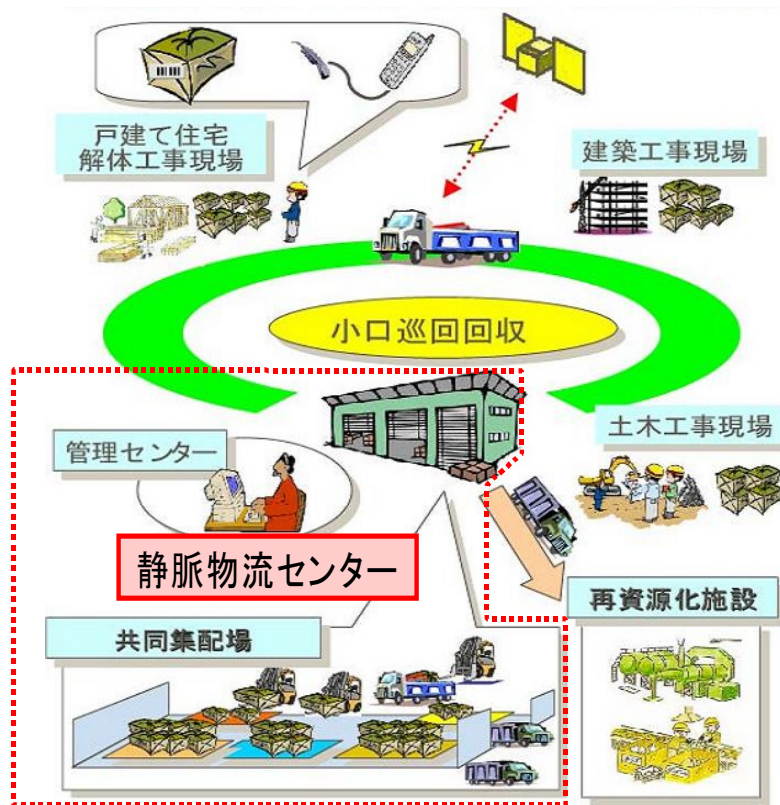 戸建て住宅
解体工事現場
建築工事現場
小口巡回回収
管理センター
土木工事現場
静脈物流センター
再資源化施設
共同集配場